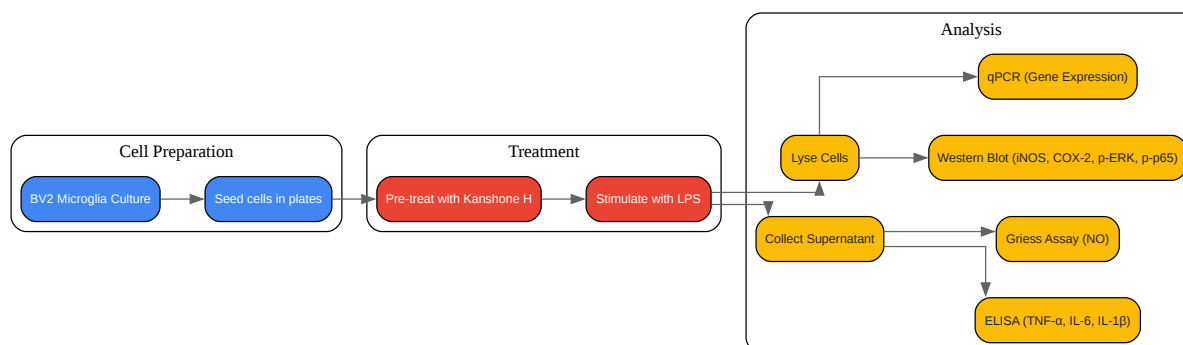 Cell Preparation
BV2 Microglia Culture
Seed cells in plates
Treatment
Pre-treat with Kanshone H
Stimulate with LPS
Analysis
qPCR (Gene Expression)
Lyse Cells
Western Blot (iNOS, COX-2, p-ERK, p-p65)
Collect Supernatant
Griess Assay (NO)
ELISA (TNF-α, IL-6, IL-1β)